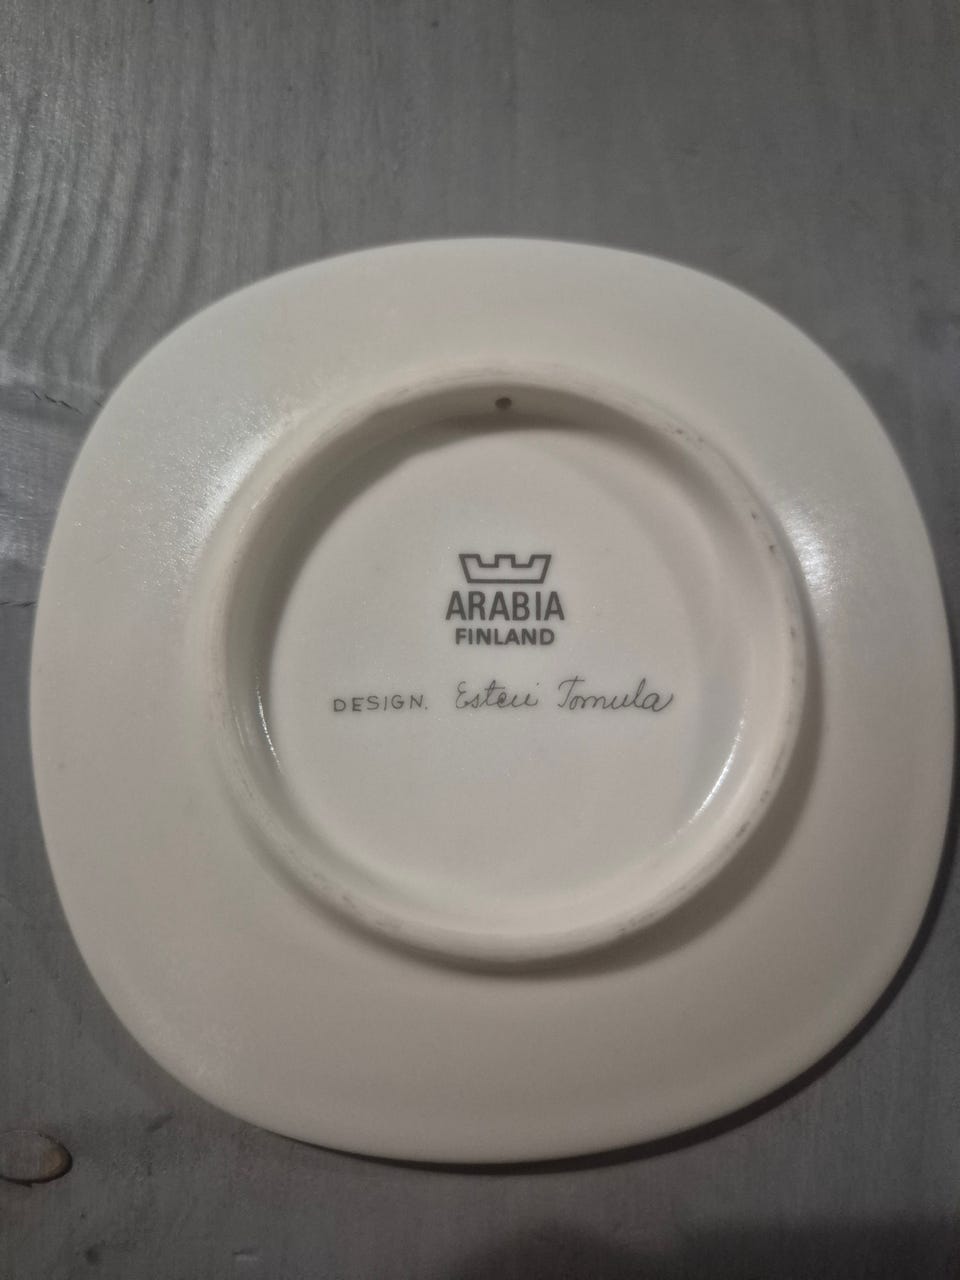 ARABIA
FINLAND
DESIGN. Esteri Tomula